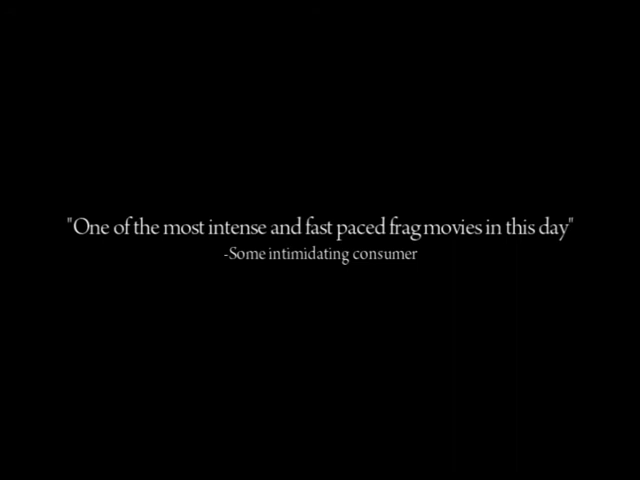 "One of the most intense and fast paced frag movies in this day"
-Some intimidating consumer